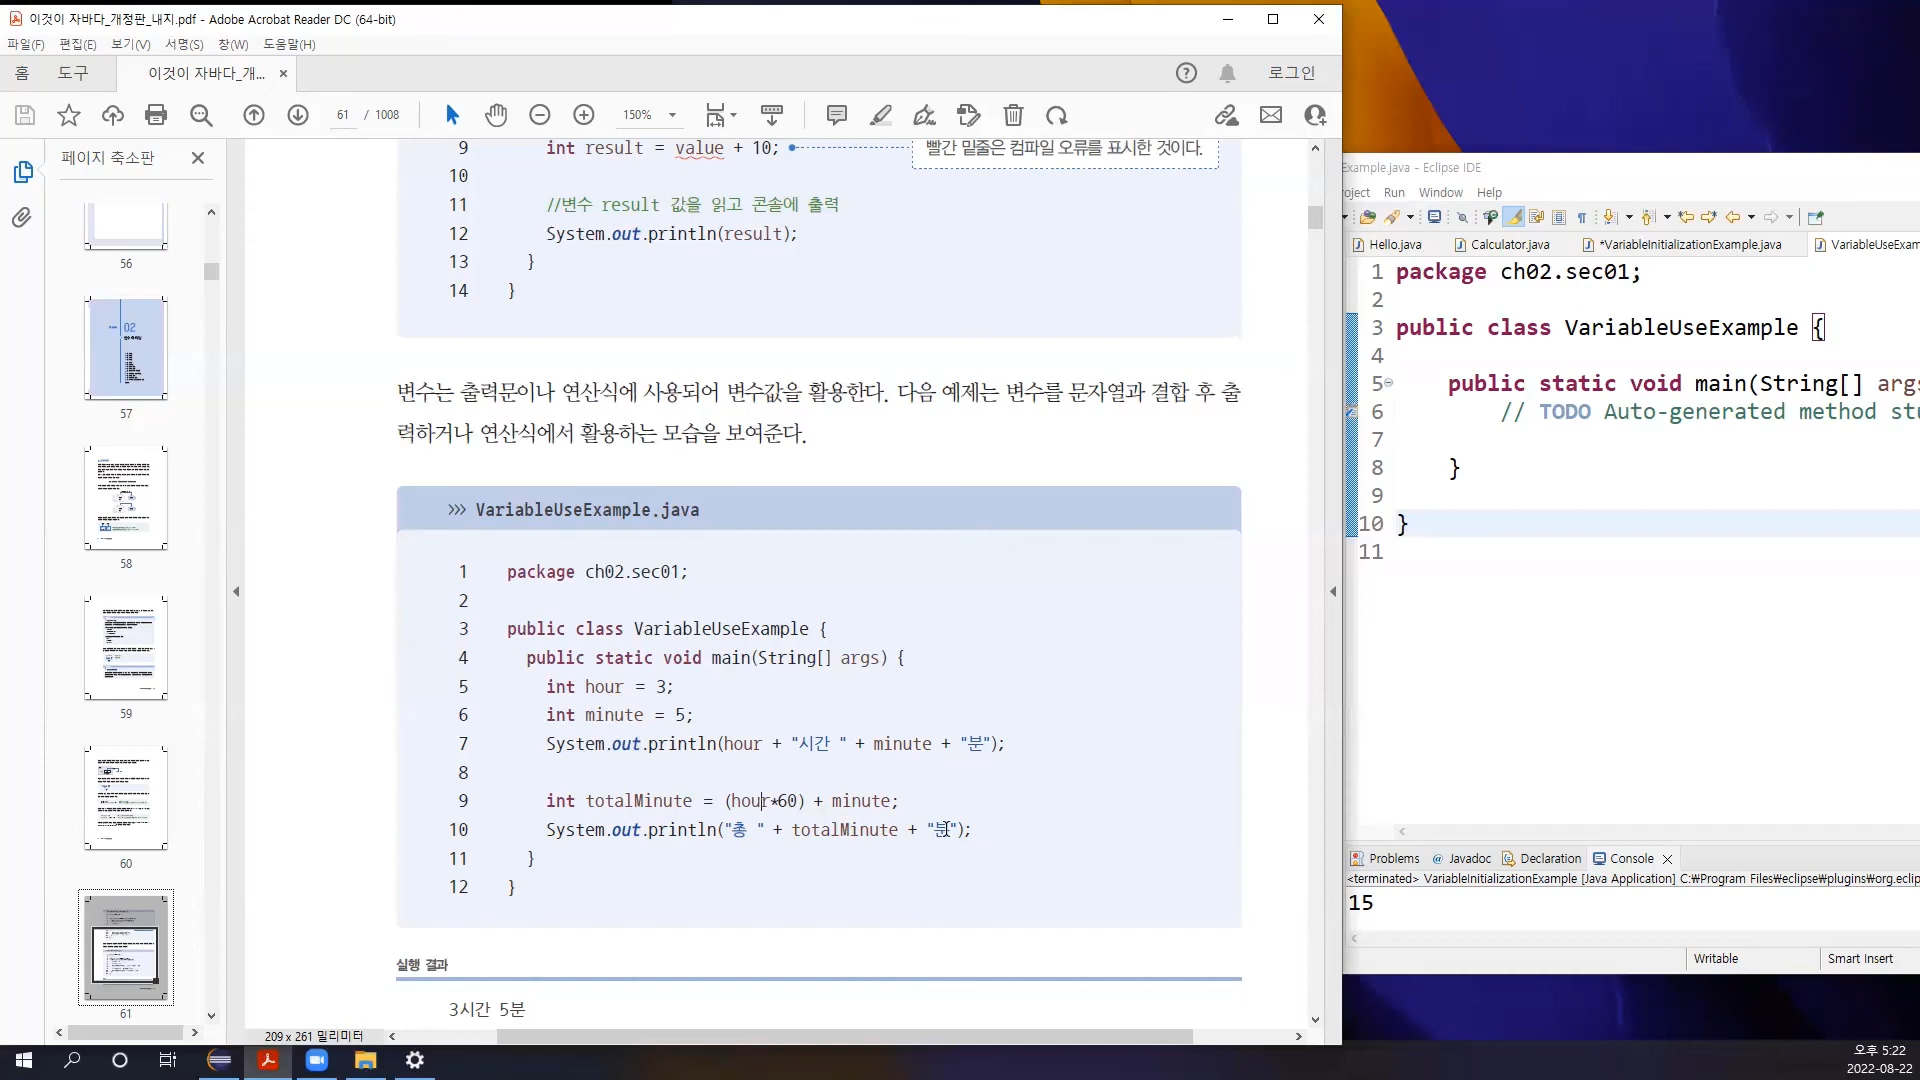 이것이 자바다_개정판_내지.pdf - Adobe Acrobat Reader DC (64-bit)
파일(F) 편집(E) 보기(V) 서명(S) 창(W) 도움말(H)
홈 도구 이것이 자바다_개... × 로그인
61 / 1008 150%
페이지 축소판
56
57
58
59
60
61
02
9 int result = value + 10; 빨간 밑줄은 컴파일 오류를 표시한 것이다.
10
11 //변수 result 값을 읽고 콘솔에 출력
12 System.out.println(result);
13 }
14 }
변수는 출력문이나 연산식에 사용되어 변수값을 활용한다. 다음 예제는 변수를 문자열과 결합 후 출
력하거나 연산식에서 활용하는 모습을 보여준다.
>>> VariableUseExample.java
1 package ch02.sec01;
2
3 public class VariableUseExample {
4 public static void main(String[] args) {
5 int hour = 3;
6 int minute = 5;
7 System.out.println(hour + "시간 " + minute + "분");
8
9 int totalMinute = (hour*60) + minute;
10 System.out.println("총 " + totalMinute + "분");
11 }
12 }
실행 결과
3시간 5분
209 x 261 밀리미터
Example.java - Eclipse IDE
roject Run Window Help
Hello.java Calculator.java *VariableInitializationExample.java VariableUseExam
1 package ch02.sec01;
2
3 public class VariableUseExample {
4
5 public static void main(String[] args
6 // TODO Auto-generated method stu
7
8 }
9
10 }
11
Problems Javadoc Declaration Console
<terminated> VariableInitializationExample [Java Application] C:₩Program Files₩eclipse₩plugins₩org.eclip
15
Writable Smart Insert
오후 5:22
2022-08-22